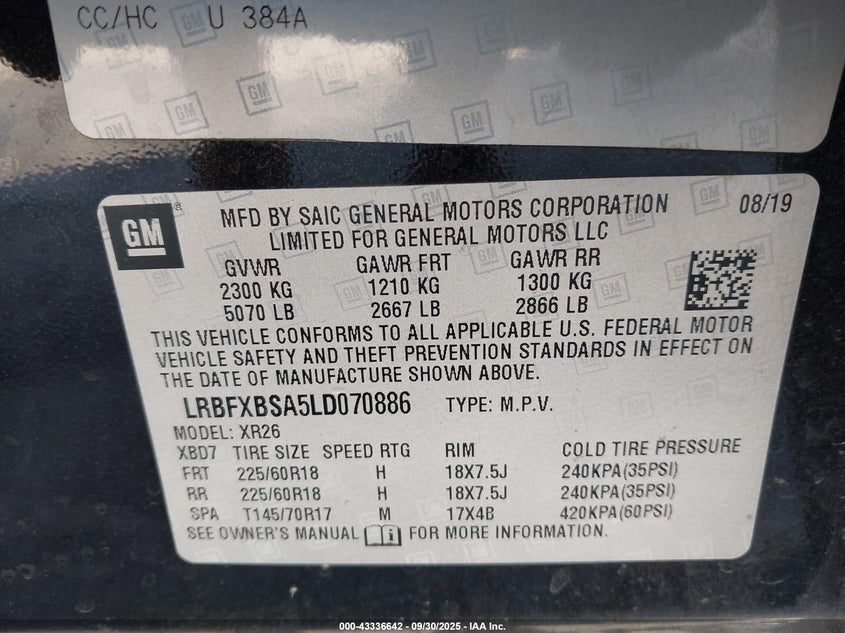 CC/HC U 384A
GM
GM ® MFD BY SAIC GENERAL MOTORS CORPORATION 08/19
LIMITED FOR GENERAL MOTORS LLC
GVWR GAWR FRT GAWR RR
2300 KG 1210 KG 1300 KG
5070 LB 2667 LB 2866 LB
THIS VEHICLE CONFORMS TO ALL APPLICABLE U.S. FEDERAL MOTOR
VEHICLE SAFETY AND THEFT PREVENTION STANDARDS IN EFFECT ON
THE DATE OF MANUFACTURE SHOWN ABOVE.
LRBFXBSA5LD070886 TYPE: M.P.V.
MODEL: XR26
XBD7 TIRE SIZE SPEED RTG RIM COLD TIRE PRESSURE
FRT 225/60R18 H 18X7.5J 240KPA(35PSI)
RR 225/60R18 H 18X7.5J 240KPA(35PSI)
SPA T145/70R17 M 17X4B 420KPA(60PSI)
SEE OWNER'S MANUAL FOR MORE INFORMATION.
000-43336642 - 09/30/2025 - IAA Inc.